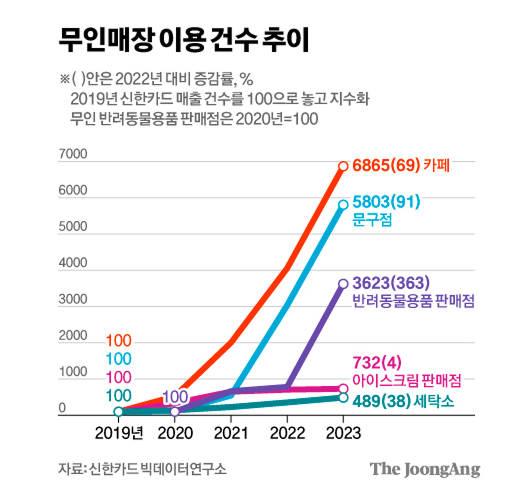 무인매장 이용 건수 추이
※( )안은 2022년 대비 증감률, %
2019년 신한카드 매출 건수를 100으로 놓고 지수화
무인 반려동물용품 판매점은 2020년=100
7000
6000
5000
4000
3000
2000
1000
0
6865(69) 카페
5803(91)
문구점
3623(363)
반려동물용품 판매점
732(4)
아이스크림 판매점
489(38) 세탁소
100
100
100
100
100
2019년 2020 2021 2022 2023
자료: 신한카드 빅데이터연구소
The JoongAng